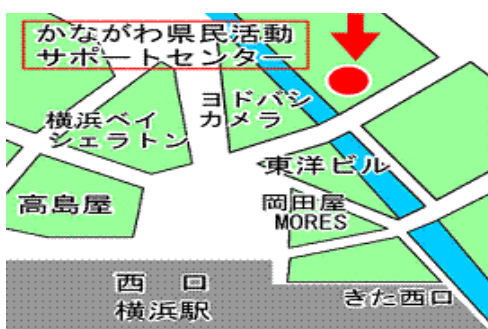 かながわ県民活動
サポートセンター
ヨドバシ
カメラ
横浜ベイ
シェラトン
東洋ビル
高島屋
岡田屋
MORES
西口
横浜駅
きた西口